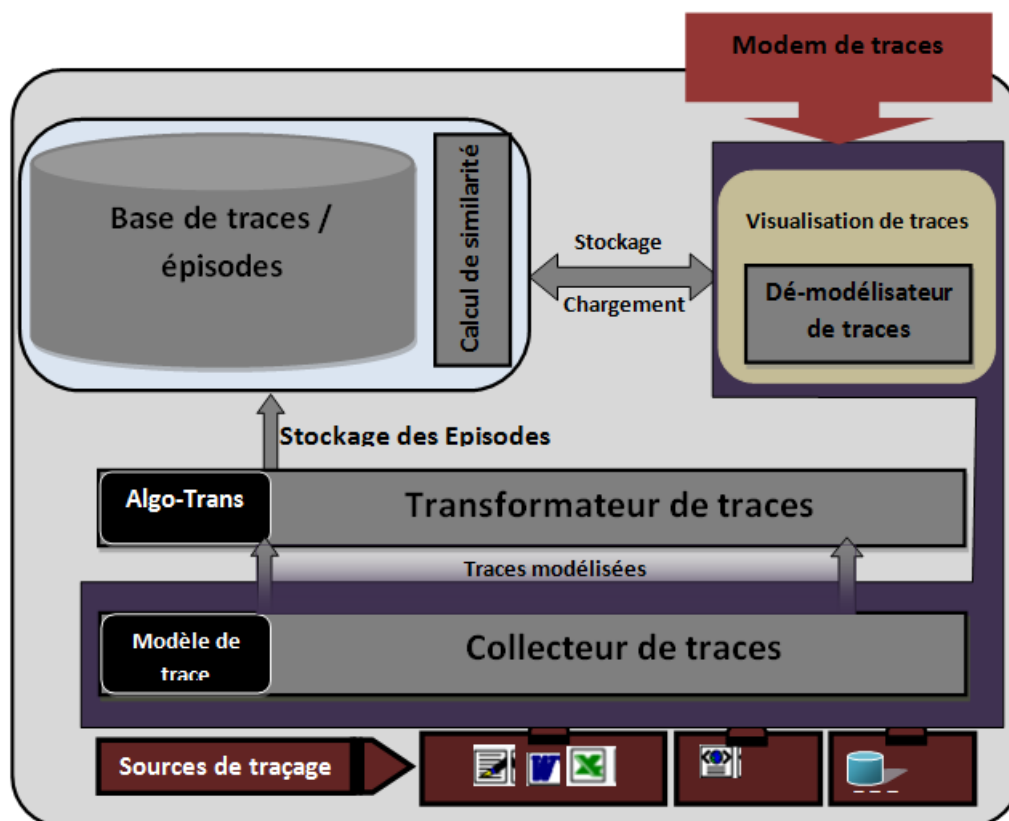 Modem de traces
Base de traces /
épisodes
Calcul de similarité
Stockage
Chargement
Visualisation de traces
Dé-modélisateur
de traces
Stockage des Episodes
Algo-Trans
Transformateur de traces
Traces modélisées
Modèle de
trace
Collecteur de traces
Sources de traçage
W
X